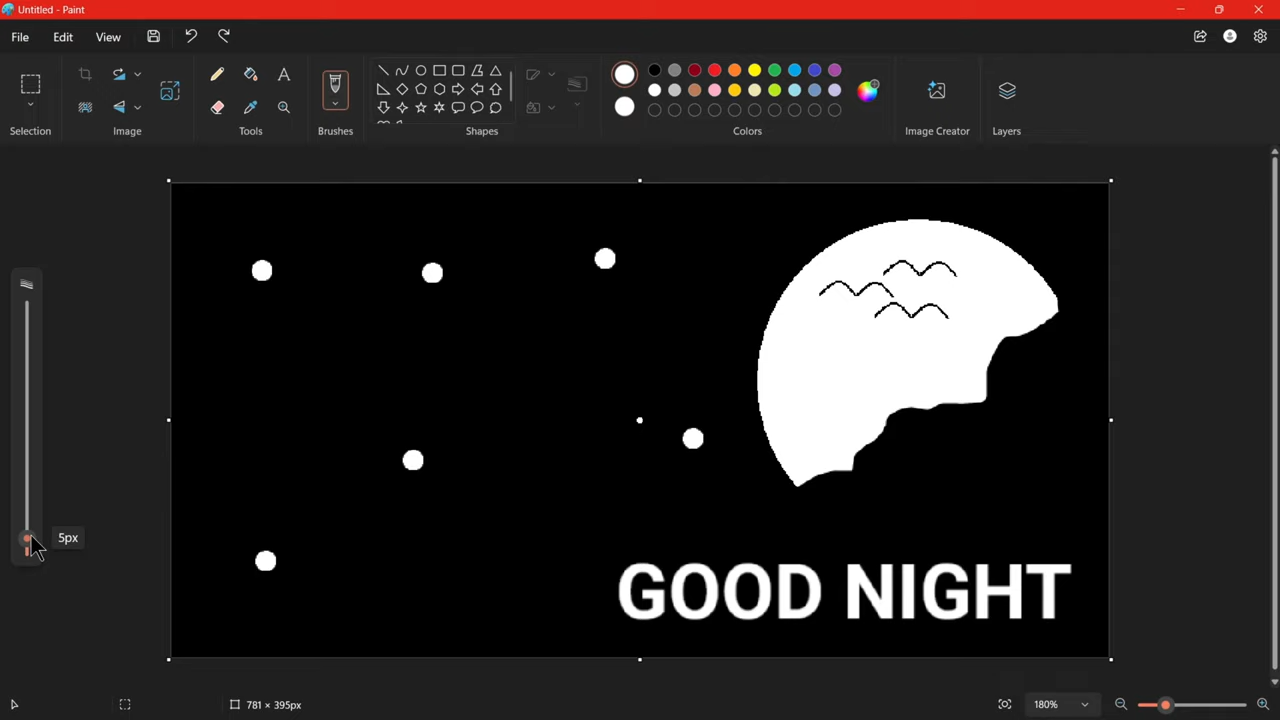 Untitled - Paint
File Edit View
Selection Image Tools Brushes Shapes Colors Image Creator Layers
5px
GOOD NIGHT
781 × 395px 180%